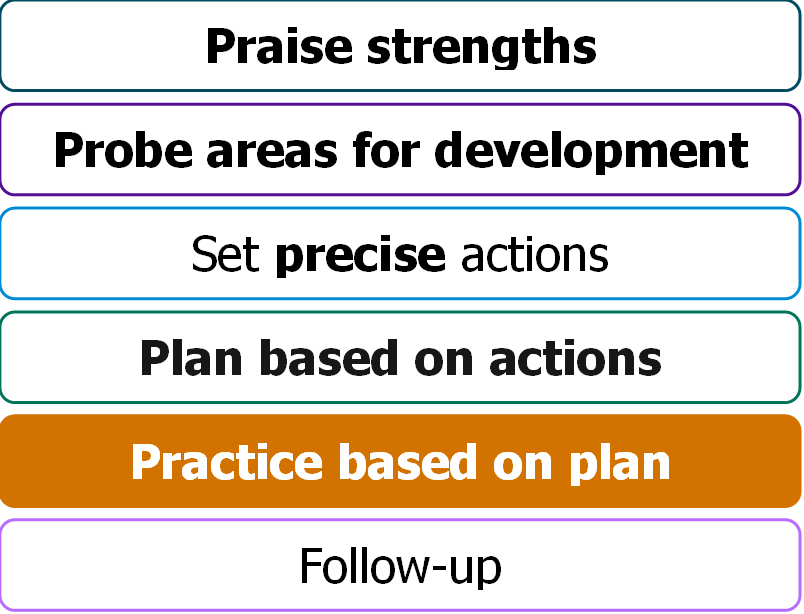 Praise strengths
Probe areas for development
Set precise actions
Plan based on actions
Practice based on plan
Follow-up